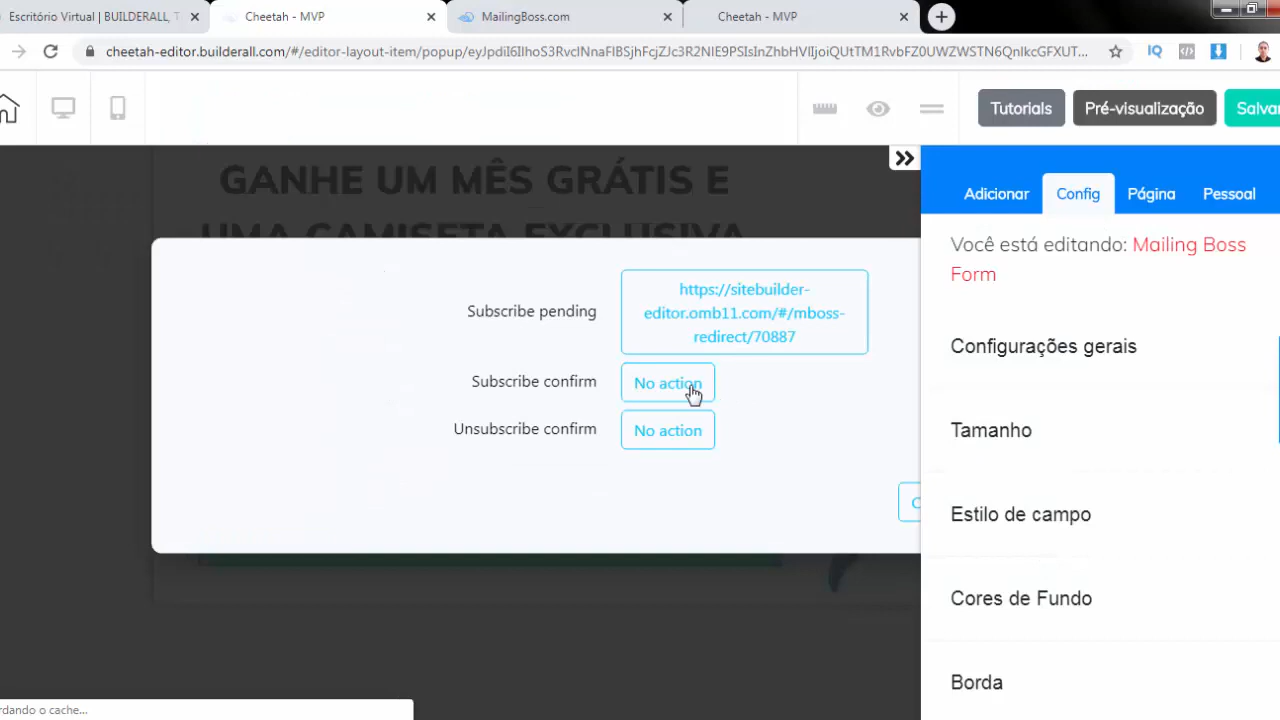 Escritório Virtual | BUILDERALL, T
Cheetah - MVP
MailingBoss.com
Cheetah - MVP
cheetah-editor.builderall.com/#/editor-layout-item/popup/eyJpdiI6IlhoS3RvclNnaFlBSjhFcjZJc3R2NlE9PSIsInZhbHVlIjoiQUtTM1RvbFZ0UWZWSTN6QnlkcGFXUT...
Tutorials
Pré-visualização
Salvar
Adicionar
Config
Página
Pessoal
GANHE UM MÊS GRÁTIS E
UMA CAMISETA EXCLUSIVA
Você está editando: Mailing Boss
Form
Subscribe pending
https://sitebuilder-
editor.omb11.com/#/mboss-
redirect/70887
Subscribe confirm
No action
Unsubscribe confirm
No action
C
Configurações gerais
Tamanho
Estilo de campo
Cores de Fundo
Borda
rdando o cache...